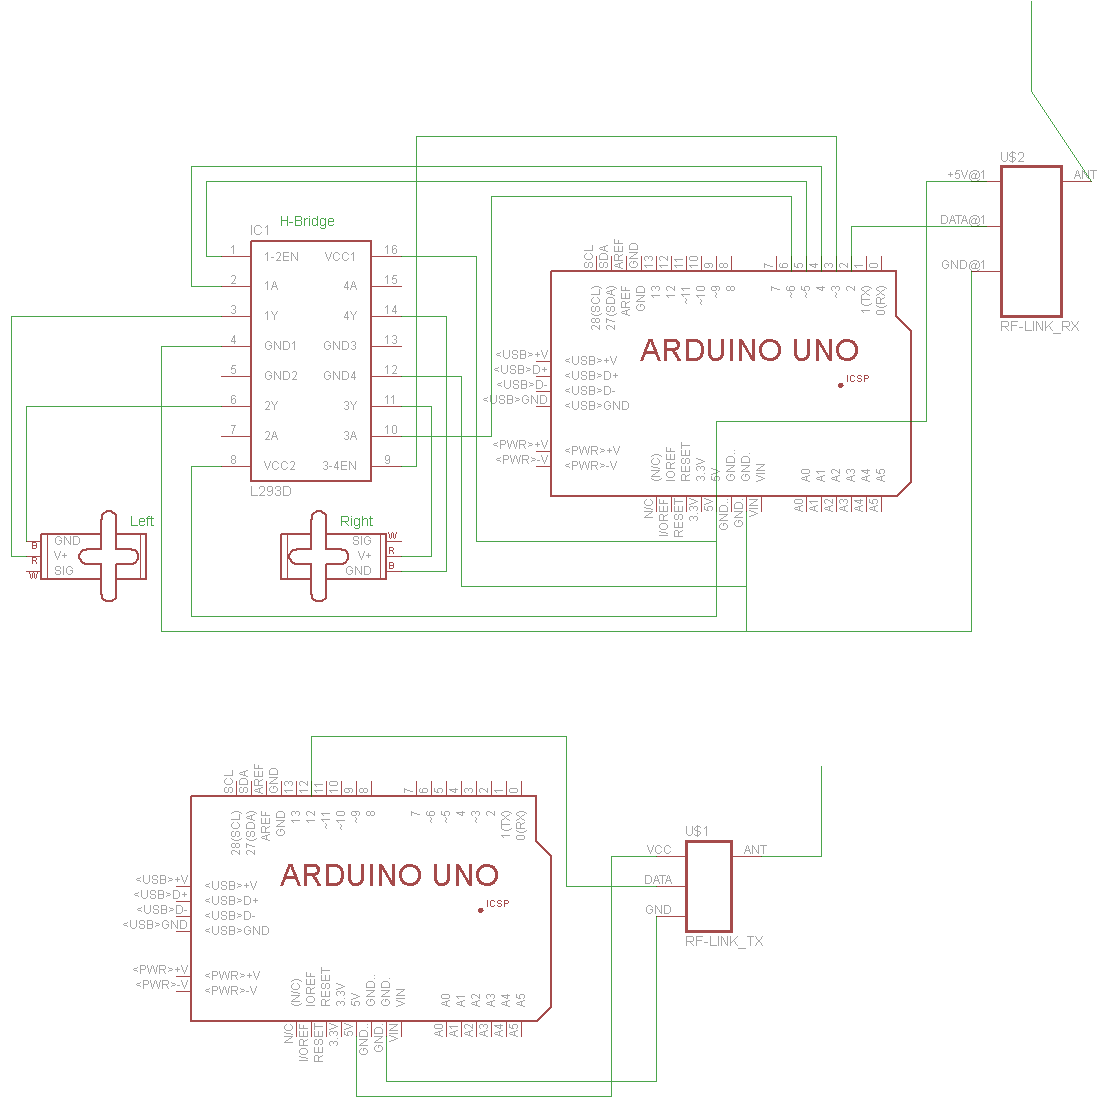 U$2
+5V@1
ANT
DATA@1
GND@1
RF-LINK_RX
H-Bridge
IC1
1
1-2EN
VCC1
16
2
1A
4A
15
3
1Y
4Y
14
4
GND1
GND3
13
5
GND2
GND4
12
6
2Y
3Y
11
7
2A
3A
10
8
VCC2
3-4EN
9
L293D
Left
B
GND
R
V+
W
SIG
Right
SIG
W
V+
R
GND
B
SCL
SDA
AREF
GND
13
12
11
10
9
8
7
6
5
4
3
2
1
0
28(SCL)
27(SDA)
AREF
GND
13
12
~11
~10
~9
8
7
~6
~5
4
~3
2
1(TX)
0(RX)
ARDUINO UNO
ICSP
<USB>+V
<USB>+V
<USB>D+
<USB>D+
<USB>D-
<USB>D-
<USB>GND
<USB>GND
<PWR>+V
<PWR>+V
<PWR>-V
<PWR>-V
(N/C)
IOREF
RESET
3.3V
5V
GND..
GND.
VIN
A0
A1
A2
A3
A4
A5
N/C
I/OREF
RESET
3.3V
5V
GND..
GND.
VIN
A0
A1
A2
A3
A4
A5
SCL
SDA
AREF
GND
13
12
11
10
9
8
7
6
5
4
3
2
1
0
28(SCL)
27(SDA)
AREF
GND
13
12
~11
~10
~9
8
7
~6
~5
4
~3
2
1(TX)
0(RX)
ARDUINO UNO
ICSP
<USB>+V
<USB>+V
<USB>D+
<USB>D+
<USB>D-
<USB>D-
<USB>GND
<USB>GND
<PWR>+V
<PWR>+V
<PWR>-V
<PWR>-V
(N/C)
IOREF
RESET
3.3V
5V
GND..
GND.
VIN
A0
A1
A2
A3
A4
A5
N/C
I/OREF
RESET
3.3V
5V
GND..
GND.
VIN
A0
A1
A2
A3
A4
A5
U$1
VCC
ANT
DATA
GND
RF-LINK_TX